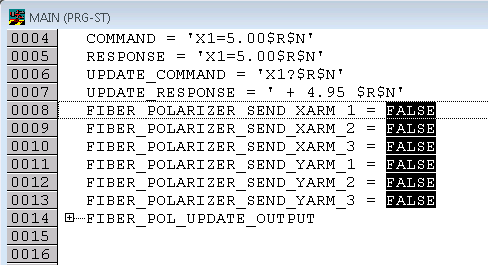 MAIN (PRG-ST)
0004 COMMAND = 'X1=5.00$R$N'
0005 RESPONSE = 'X1=5.00$R$N'
0006 UPDATE_COMMAND = 'X1?$R$N'
0007 UPDATE_RESPONSE = ' + 4.95 $R$N'
0008 FIBER_POLARIZER_SEND_XARM_1 = FALSE
0009 FIBER_POLARIZER_SEND_XARM_2 = FALSE
0010 FIBER_POLARIZER_SEND_XARM_3 = FALSE
0011 FIBER_POLARIZER_SEND_YARM_1 = FALSE
0012 FIBER_POLARIZER_SEND_YARM_2 = FALSE
0013 FIBER_POLARIZER_SEND_YARM_3 = FALSE
0014 FIBER_POL_UPDATE_OUTPUT
0015
0016